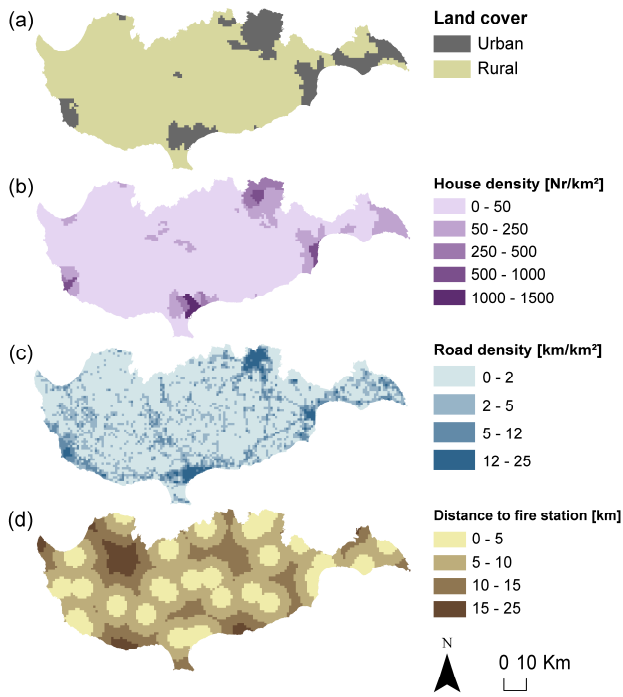 (a)
Land cover
Urban
Rural
(b)
House density [Nr/km²]
0 - 50
50 - 250
250 - 500
500 - 1000
1000 - 1500
(c)
Road density [km/km²]
0 - 2
2 - 5
5 - 12
12 - 25
(d)
Distance to fire station [km]
0 - 5
5 - 10
10 - 15
15 - 25
N
0 10 Km